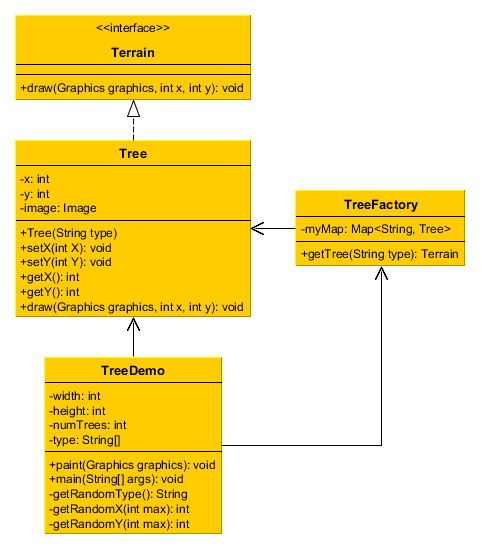 <<interface>>
Terrain
+draw(Graphics graphics, int x, int y): void
Tree
-x: int
-y: int
-image: Image
+Tree(String type)
+setX(int X): void
+setY(int Y): void
+getX(): int
+getY(): int
+draw(Graphics graphics, int x, int y): void
TreeFactory
-myMap: Map<String, Tree>
+getTree(String type): Terrain
TreeDemo
-width: int
-height: int
-numTrees: int
-type: String[]
+paint(Graphics graphics): void
+main(String[] args): void
-getRandomType(): String
-getRandomX(int max): int
-getRandomY(int max): int